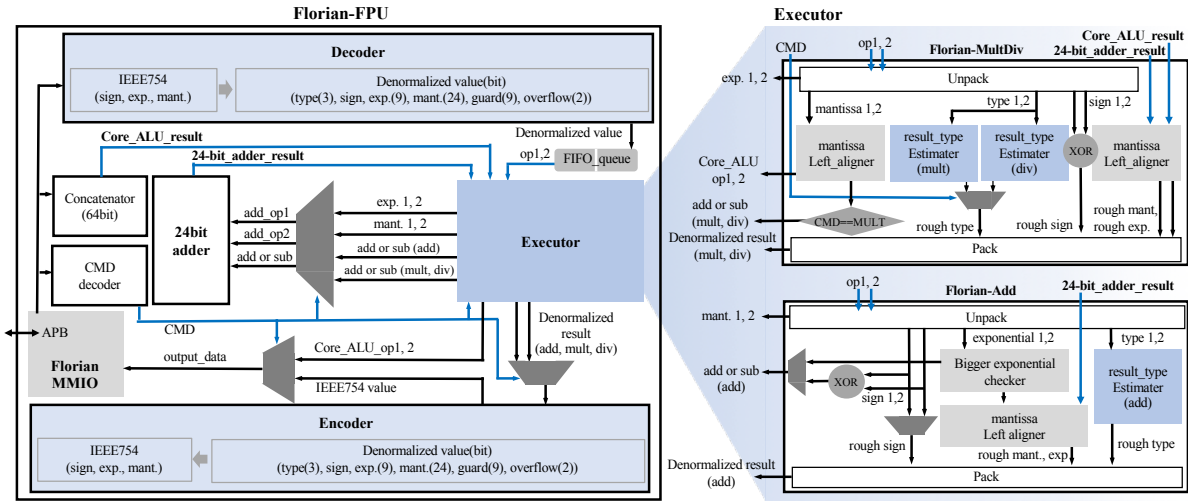 Florian-FPU
Decoder
IEEE754
(sign, exp., mant.)
Denormalized value(bit)
(type(3), sign, exp.(9), mant.(24), guard(9), overflow(2))
Core_ALU_result
24-bit_adder_result
Denormalized value
op1,2
FIFO_queue
Concatenator
(64bit)
CMD
decoder
24bit
adder
add_op1
add_op2
add or sub
exp. 1, 2
mant. 1, 2
add or sub (add)
add or sub (mult, div)
Executor
APB
Florian
MMIO
CMD
output_data
Core_ALU_op1, 2
IEEE754 value
Denormalized
result
(add, mult, div)
Encoder
IEEE754
(sign, exp., mant.)
Denormalized value(bit)
(type(3), sign, exp.(9), mant.(24), guard(9), overflow(2))
Executor
CMD
op1, 2
Florian-MultDiv
Core_ALU_result
24-bit_adder_result
exp. 1, 2
Unpack
mantissa 1,2
type 1,2
sign 1,2
mantissa
Left_aligner
result_type
Estimater
(mult)
result_type
Estimater
(div)
XOR
mantissa
Left_aligner
Core_ALU
op1, 2
add or sub
(mult, div)
CMD==MULT
rough type
rough sign
rough mant,
rough exp.
Denormalized result
(mult, div)
Pack
op1, 2
Florian-Add
24-bit_adder_result
mant. 1, 2
Unpack
exponential 1,2
type 1,2
add or sub
(add)
XOR
sign 1,2
Bigger exponential
checker
result_type
Estimater
(add)
mantissa
Left aligner
rough sign
rough mant., exp
rough type
Denormalized result
(add)
Pack